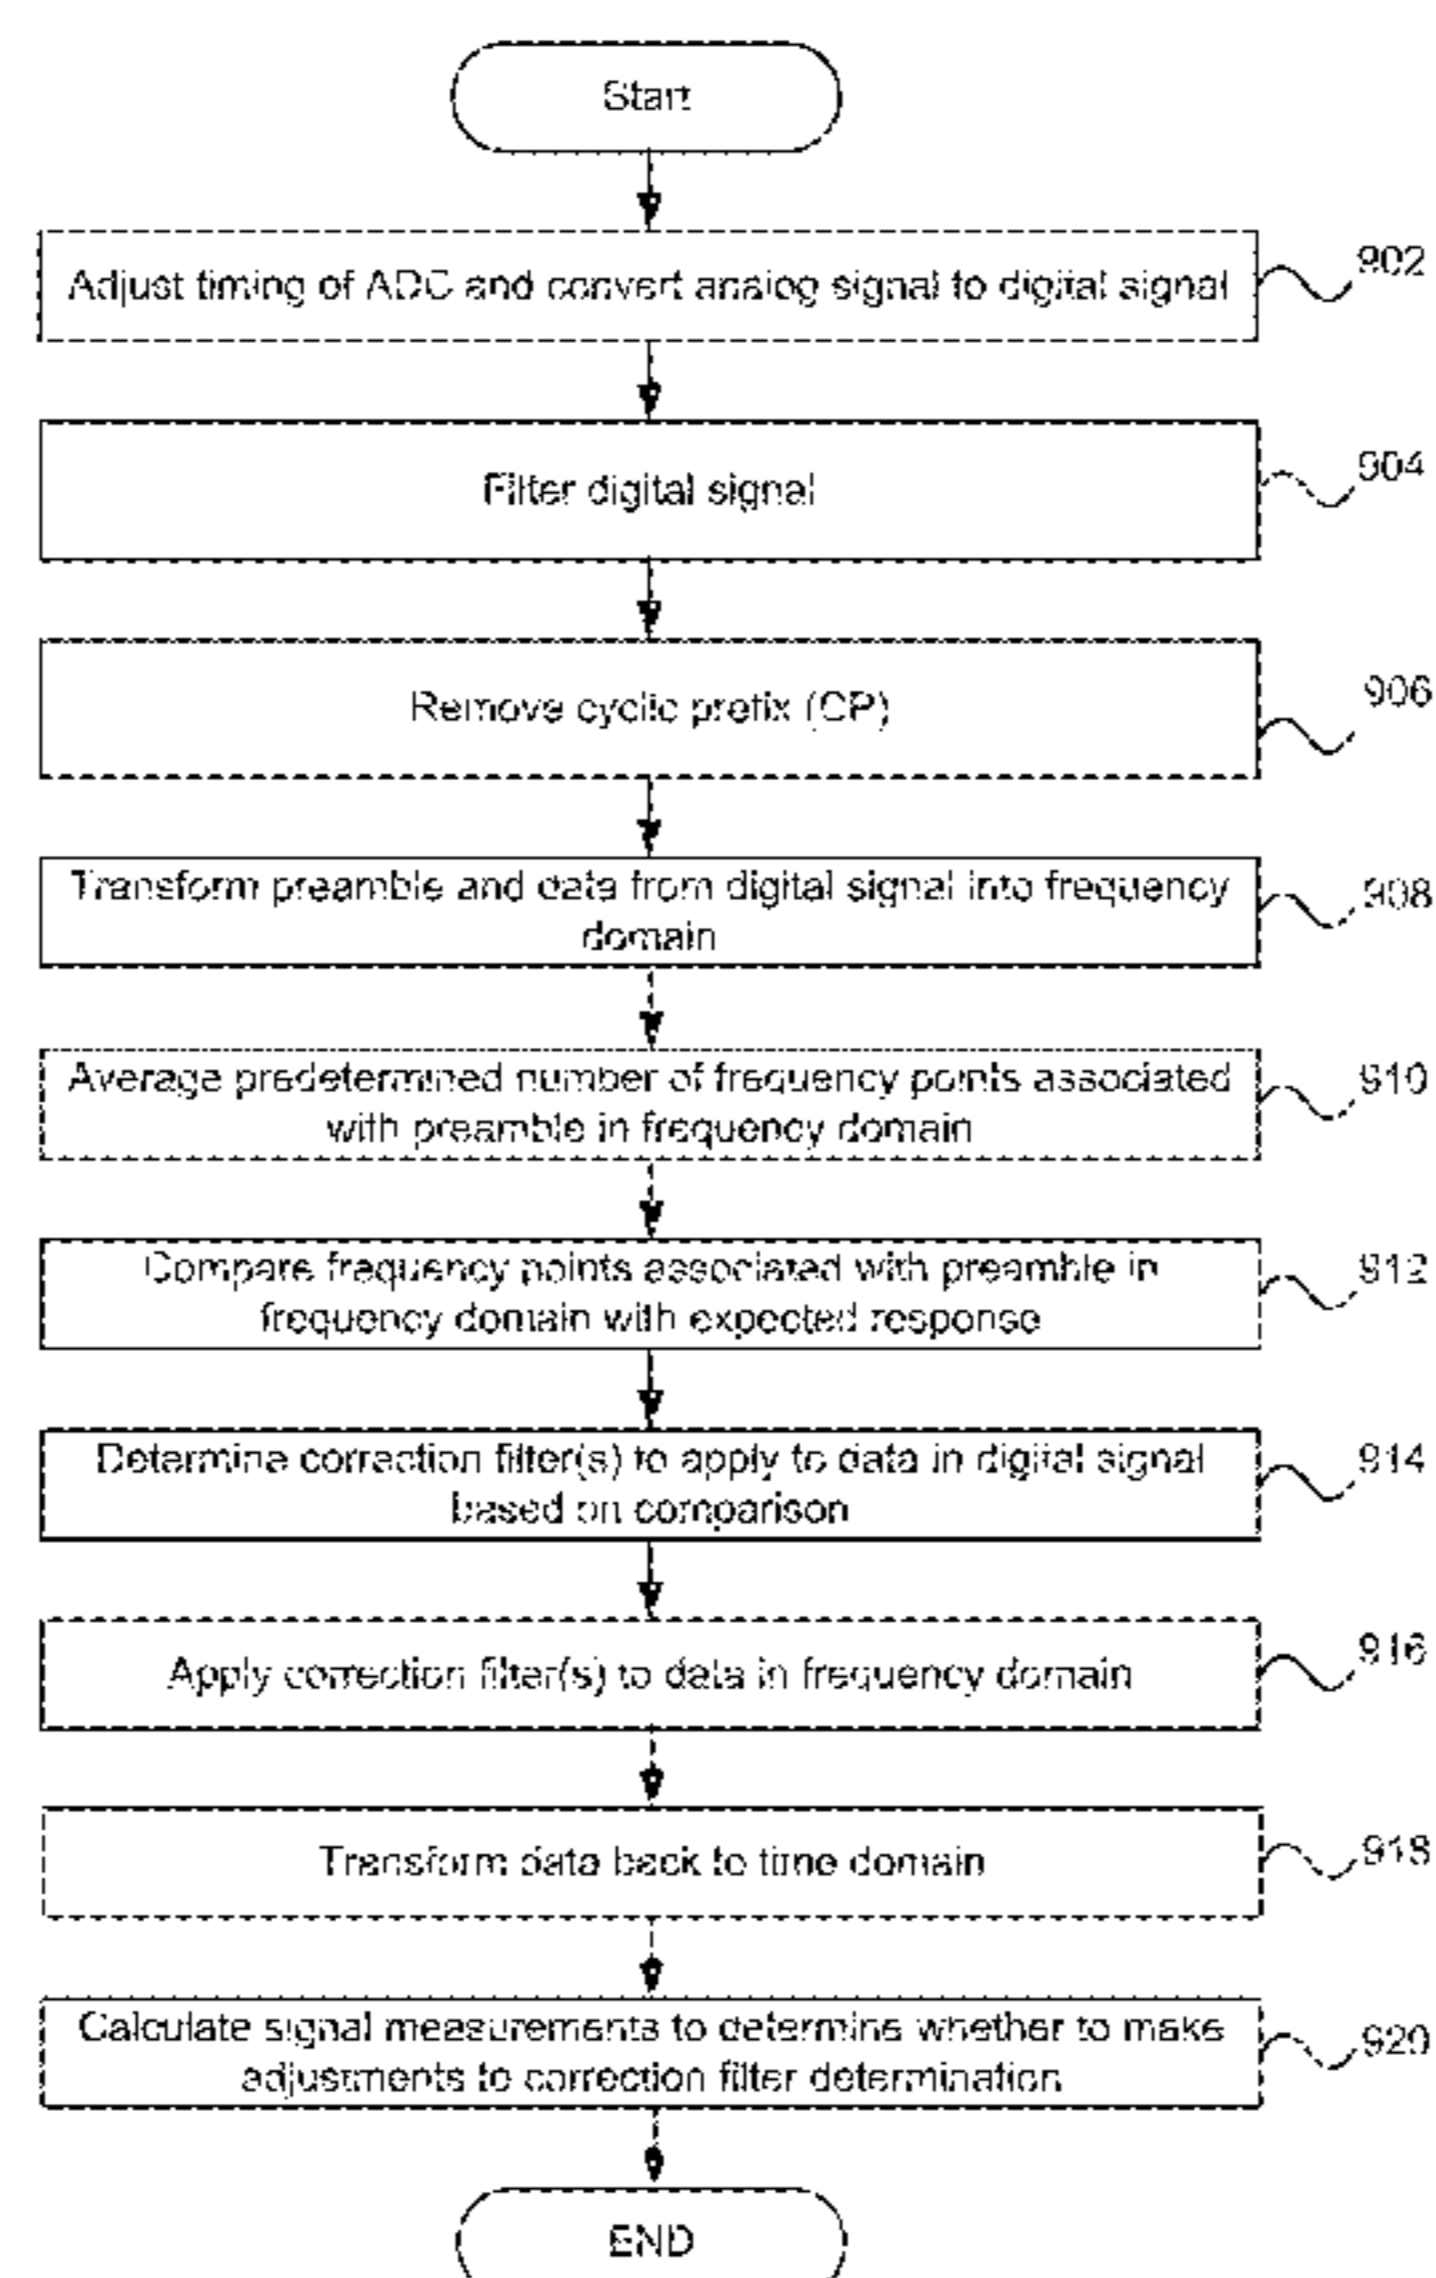 Start
Adjust timing of ADC and convert analog signal to digital signal
902
Filter digital signal
904
Remove cyclic prefix (CP)
906
Transform preamble and data from digital signal into frequency
domain
908
Average predetermined number of frequency points associated
with preamble in frequency domain
910
Compare frequency points associated with preamble in
frequency domain with expected response
912
Determine correction filter(s) to apply to data in digital signal
based on comparison
914
Apply correction filter(s) to data in frequency domain
916
Transform data back to time domain
918
Calculate signal measurements to determine whether to make
adjustments to correction filter determination
920
END